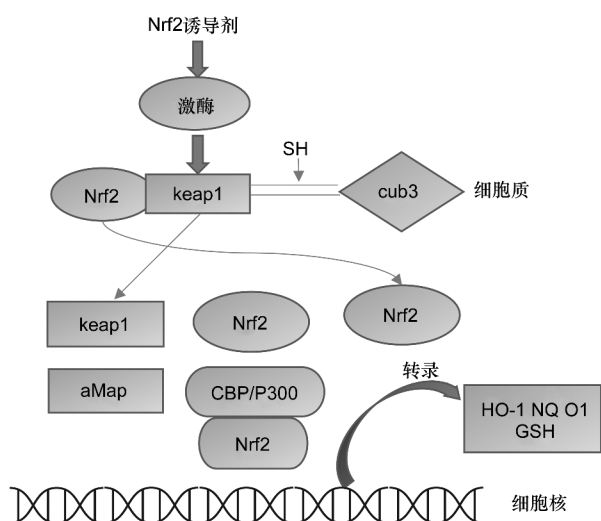 Nrf2诱导剂
激酶
SH
Nrf2
keap1
cub3
细胞质
keap1
Nrf2
Nrf2
aMap
CBP/P300
Nrf2
转录
HO-1 NQ O1
GSH
细胞核